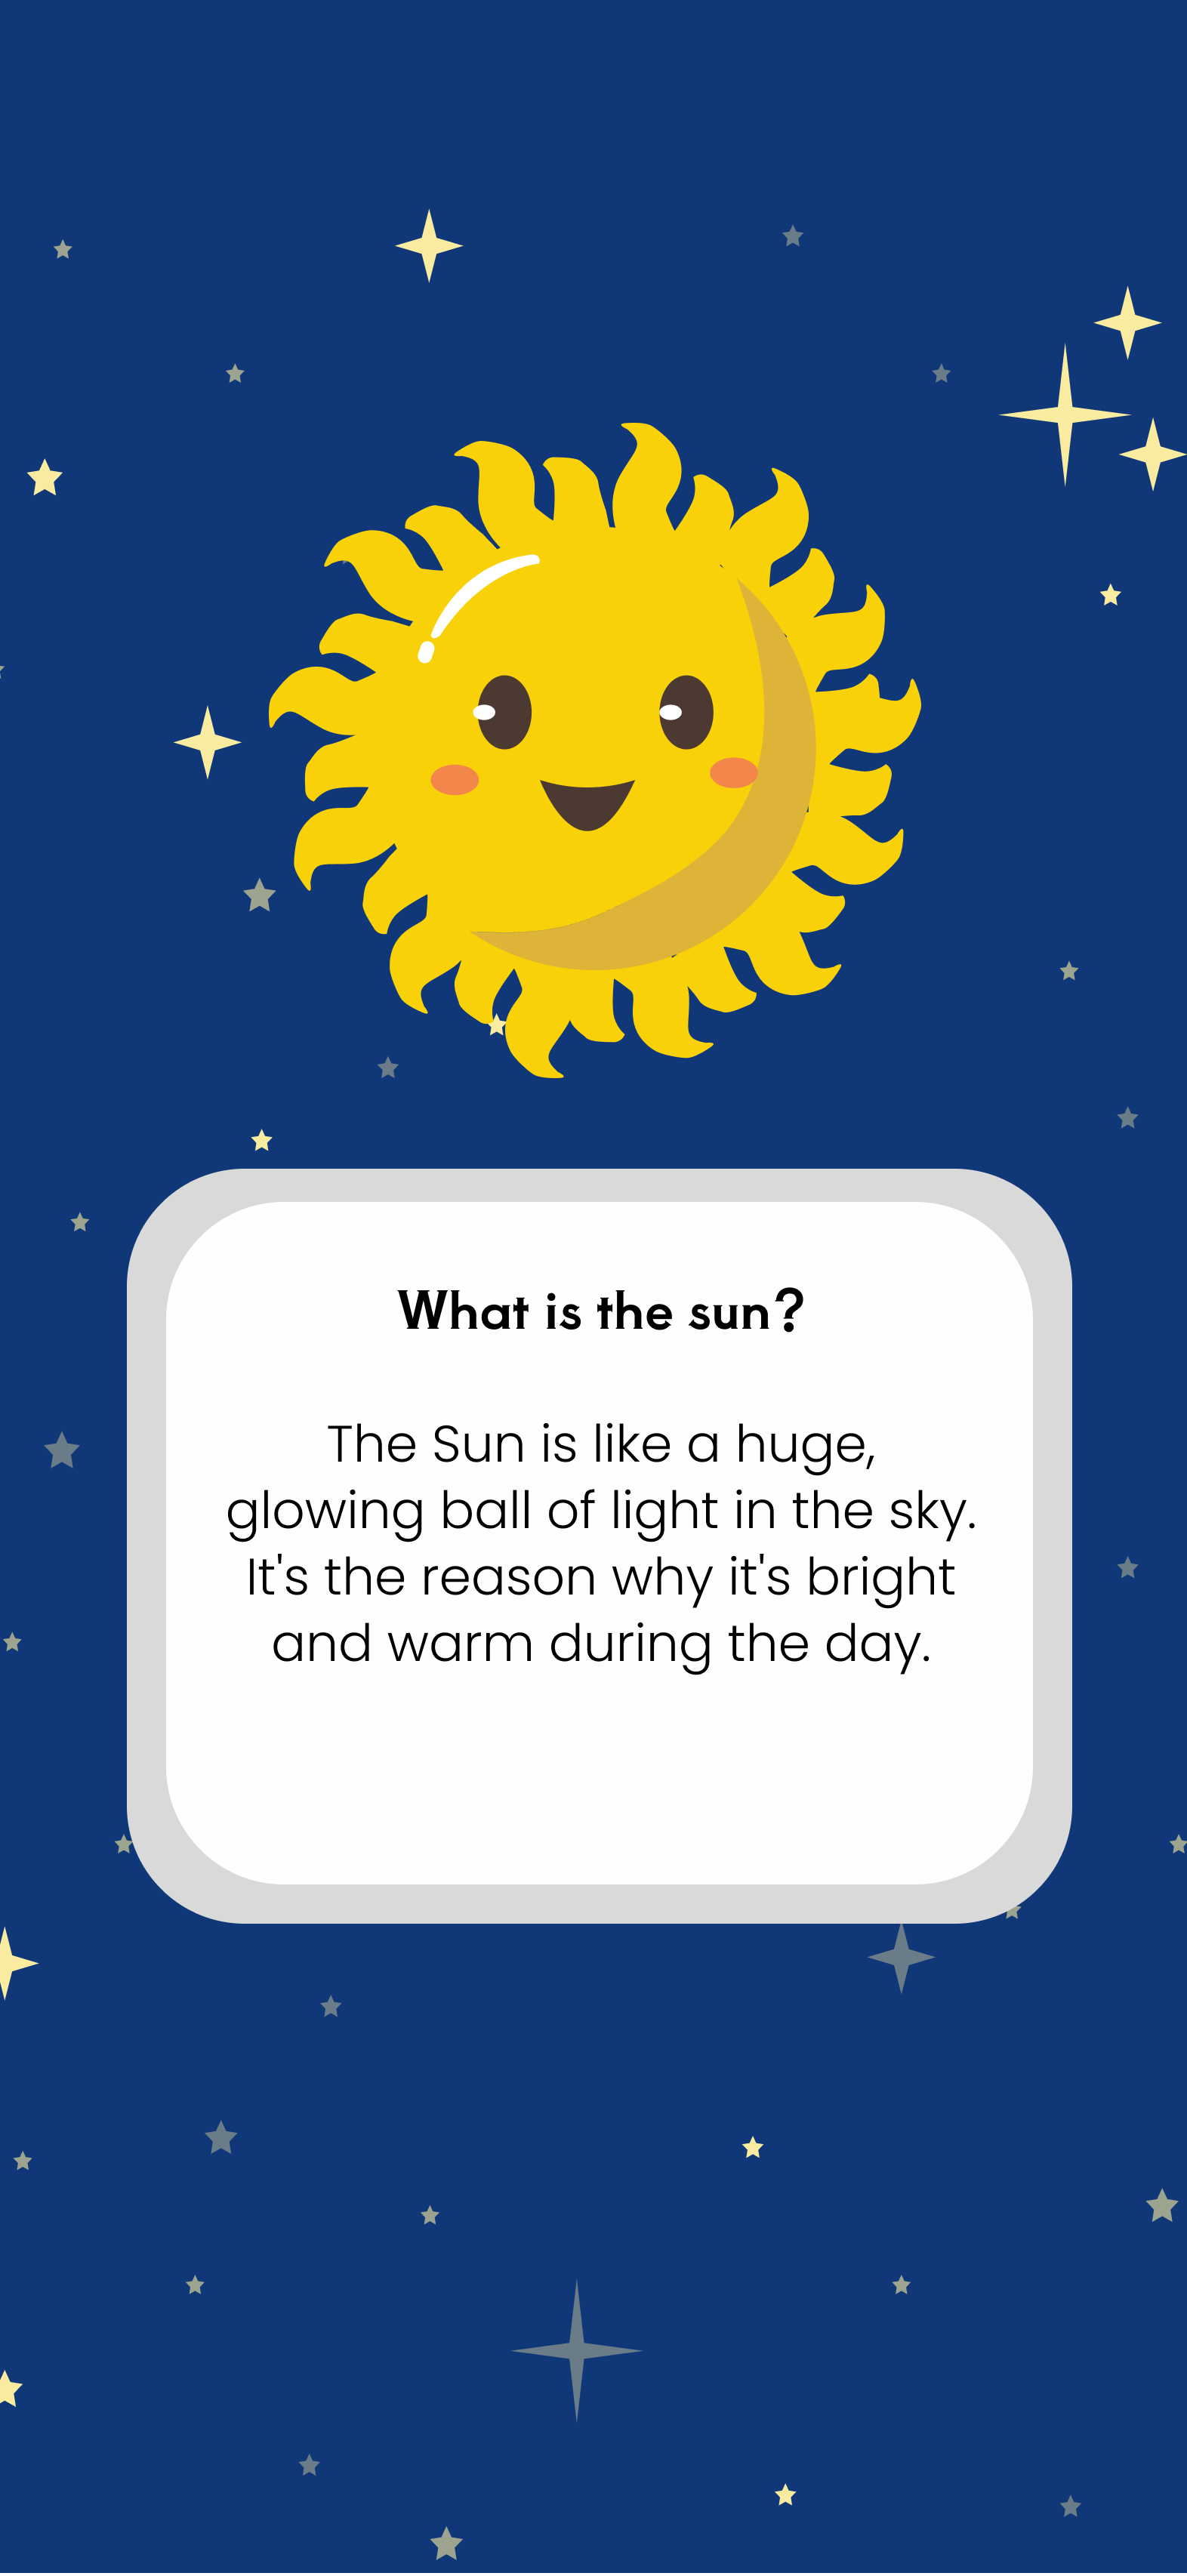 What is the sun?
The Sun is like a huge,
glowing ball of light in the sky.
It's the reason why it's bright
and warm during the day.